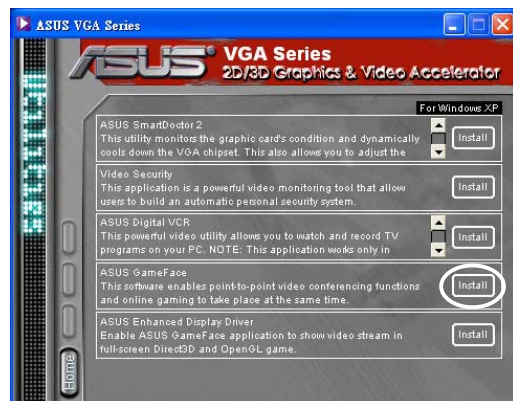 ASUS VGA Series
ASUS VGA Series
2D/3D Graphics & Video Accelerator
For Windows XP
ASUS SmartDoctor 2
This utility monitors the graphic card's condition and dynamically
cools down the VGA chipset. This also allows you to adjust the
Install
Video Security
This application is a powerful video monitoring tool that allow
users to build an automatic personal security system.
Install
ASUS Digital VCR
This powerful video utility allows you to watch and record TV
programs on your PC. NOTE: This application works only in
Install
ASUS GameFace
This software enables point-to-point video conferencing functions
and online gaming to take place at the same time.
Install
ASUS Enhanced Display Driver
Enable ASUS GameFace application to show video stream in
full-screen Direct3D and OpenGL game.
Install
Home